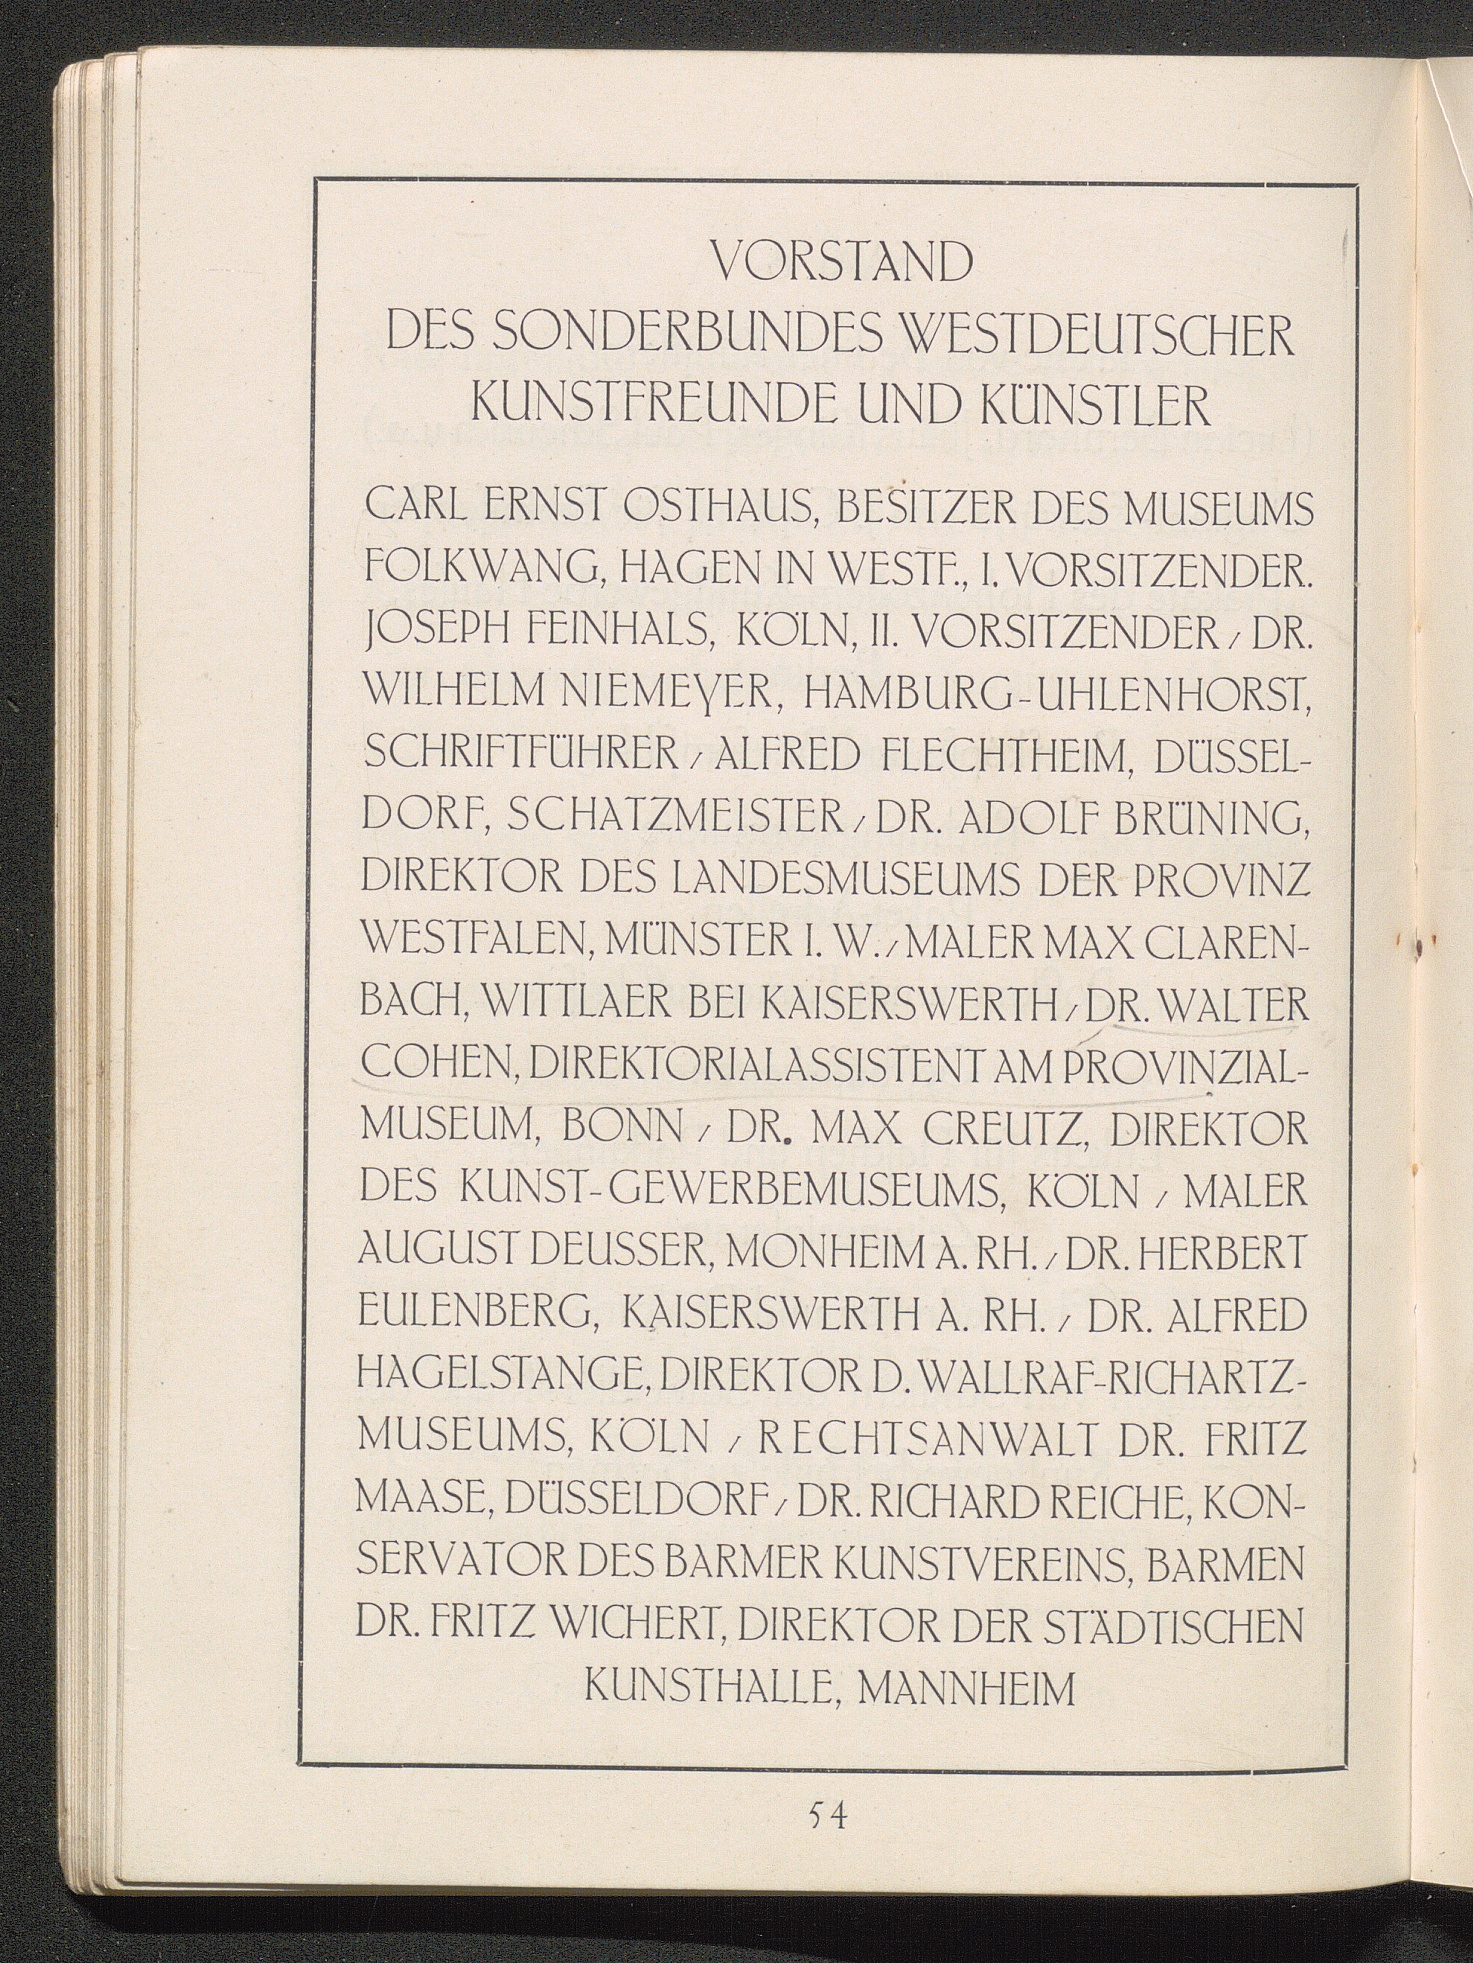 VORSTAND
DES SONDERBUNDES WESTDEUTSCHER
KUNSTFREUNDE UND KÜNSTLER
CARL ERNST OSTHAUS, BESITZER DES MUSEUMS
FOLKWANG, HAGEN IN WESTF., I. VORSITZENDER.
JOSEPH FEINHALS, KÖLN, II. VORSITZENDER / DR.
WILHELM NIEMEYER, HAMBURG-UHLENHORST,
SCHRIFTFÜHRER / ALFRED FLECHTHEIM, DÜSSEL-
DORF, SCHATZMEISTER / DR. ADOLF BRÜNING,
DIREKTOR DES LANDESMUSEUMS DER PROVINZ
WESTFALEN, MÜNSTER I. W. / MALER MAX CLAREN-
BACH, WITTLAER BEI KAISERSWERTH / DR. WALTER
COHEN, DIREKTORIALASSISTENT AM PROVINZIAL-
MUSEUM, BONN / DR. MAX CREUTZ, DIREKTOR
DES KUNST-GEWERBEMUSEUMS, KÖLN / MALER
AUGUST DEUSSER, MONHEIM A. RH. / DR. HERBERT
EULENBERG, KAISERSWERTH A. RH. / DR. ALFRED
HAGELSTANGE, DIREKTOR D. WALLRAF-RICHARTZ-
MUSEUMS, KÖLN / RECHTSANWALT DR. FRITZ
MAASE, DÜSSELDORF / DR. RICHARD REICHE, KON-
SERVATOR DES BARMER KUNSTVEREINS, BARMEN
DR. FRITZ WICHERT, DIREKTOR DER STÄDTISCHEN
KUNSTHALLE, MANNHEIM
54